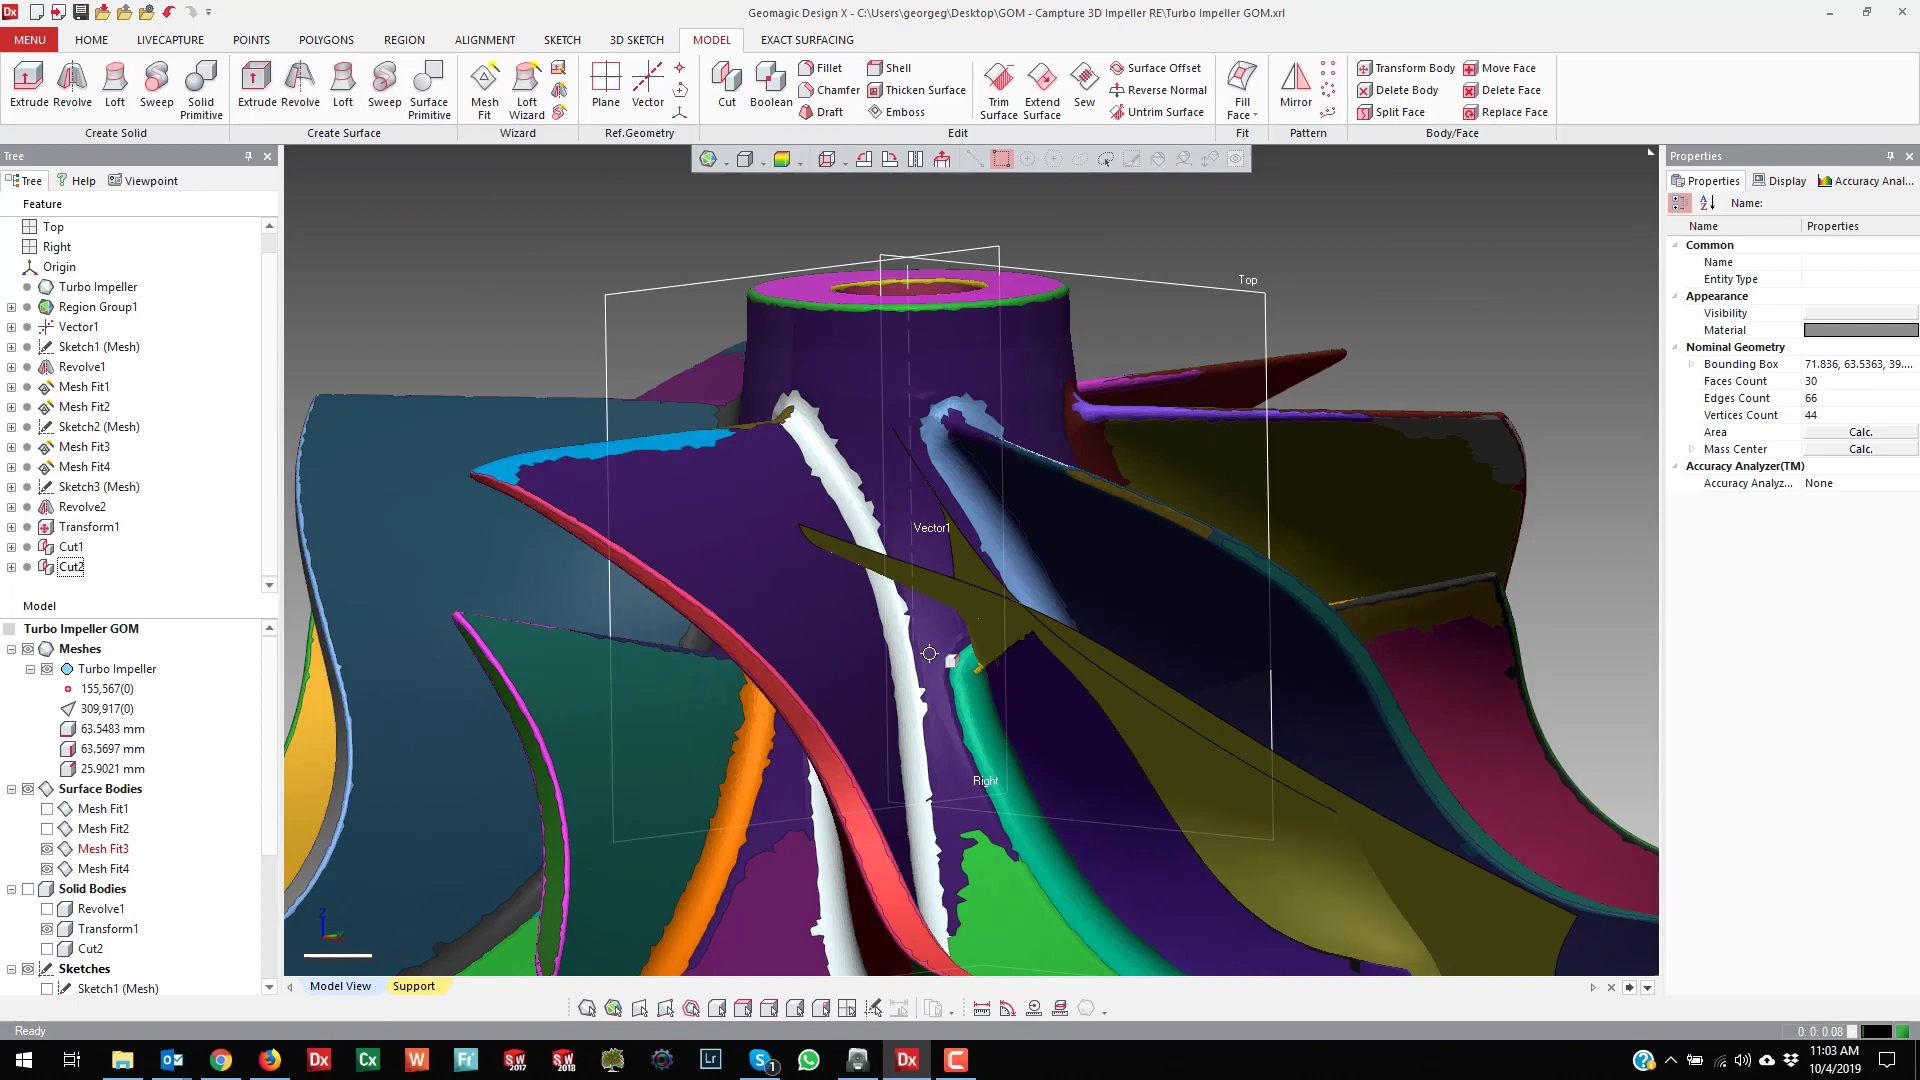 Dx
Geomagic Design X - C:\Users\georgeg\Desktop\GOM - Campture 3D Impeller RE\Turbo Impeller GOM.xrl
MENU HOME LIVECAPTURE POINTS POLYGONS REGION ALIGNMENT SKETCH 3D SKETCH MODEL EXACT SURFACING
Extrude Revolve Loft Sweep Solid Primitive
Create Solid
Extrude Revolve Loft Sweep Surface Primitive
Create Surface
Mesh Fit Loft Wizard
Wizard
Plane Vector
Ref.Geometry
Cut Boolean
Fillet Shell
Chamfer Thicken Surface
Draft Emboss
Trim Surface Extend Surface Sew
Surface Offset
Reverse Normal
Untrim Surface
Edit
Fill Face
Fit
Mirror
Pattern
Transform Body Move Face
Delete Body Delete Face
Split Face Replace Face
Body/Face
Tree
Tree Help Viewpoint
Feature
Top
Right
Origin
Turbo Impeller
Region Group1
Vector1
Sketch1 (Mesh)
Revolve1
Mesh Fit1
Mesh Fit2
Sketch2 (Mesh)
Mesh Fit3
Mesh Fit4
Sketch3 (Mesh)
Revolve2
Transform1
Cut1
Cut2
Model
Turbo Impeller GOM
Meshes
Turbo Impeller
155,567(0)
309,917(0)
63.5483 mm
63.5697 mm
25.9021 mm
Surface Bodies
Mesh Fit1
Mesh Fit2
Mesh Fit3
Mesh Fit4
Solid Bodies
Revolve1
Transform1
Cut2
Sketches
Sketch1 (Mesh)
Top
Vector1
Right
Z
Model View Support
Properties
Properties Display Accuracy Anal...
Name:
Name Properties
Common
Name
Entity Type
Appearance
Visibility
Material
Nominal Geometry
Bounding Box 71.836, 63.5363, 39....
Faces Count 30
Edges Count 66
Vertices Count 44
Area Calc.
Mass Center Calc.
Accuracy Analyzer(TM)
Accuracy Analyz... None
Ready
0: 0: 0.08
Dx Cx W SW 2017 SW 2018 Lr S 1 Dx C
11:03 AM
10/4/2019